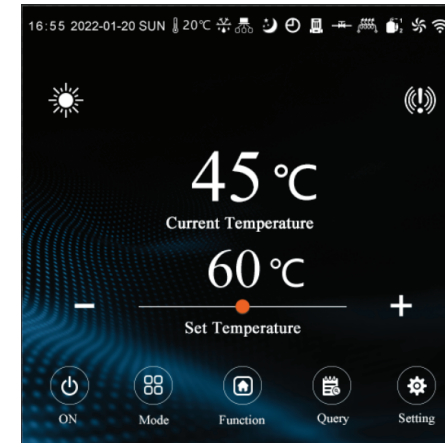 16:55 2022-01-20 SUN 20℃
45 ℃
Current Temperature
60 ℃
Set Temperature
ON Mode Function Query Setting